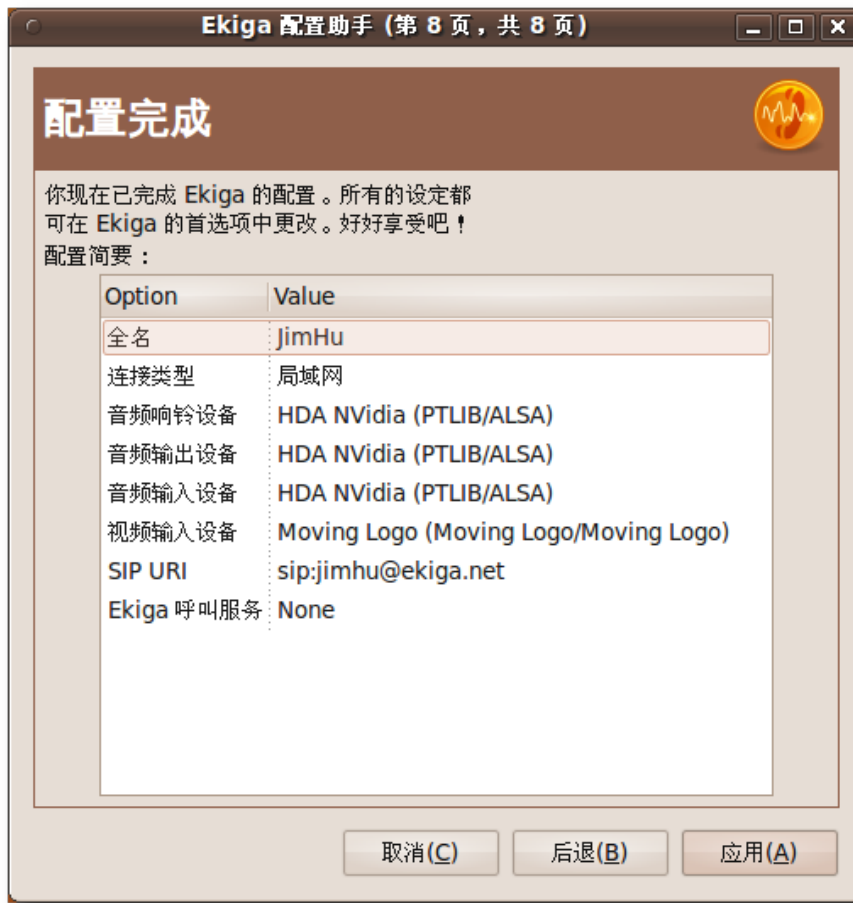 Ekiga 配置助手 (第 8 页，共 8 页)
配置完成
你现在已完成 Ekiga 的配置。所有的设定都
可在 Ekiga 的首选项中更改。好好享受吧！
配置简要：
Option Value
全名 JimHu
连接类型 局域网
音频响铃设备 HDA NVidia (PTLIB/ALSA)
音频输出设备 HDA NVidia (PTLIB/ALSA)
音频输入设备 HDA NVidia (PTLIB/ALSA)
视频输入设备 Moving Logo (Moving Logo/Moving Logo)
SIP URI sip:jimhu@ekiga.net
Ekiga 呼叫服务 None
取消(C) 后退(B) 应用(A)